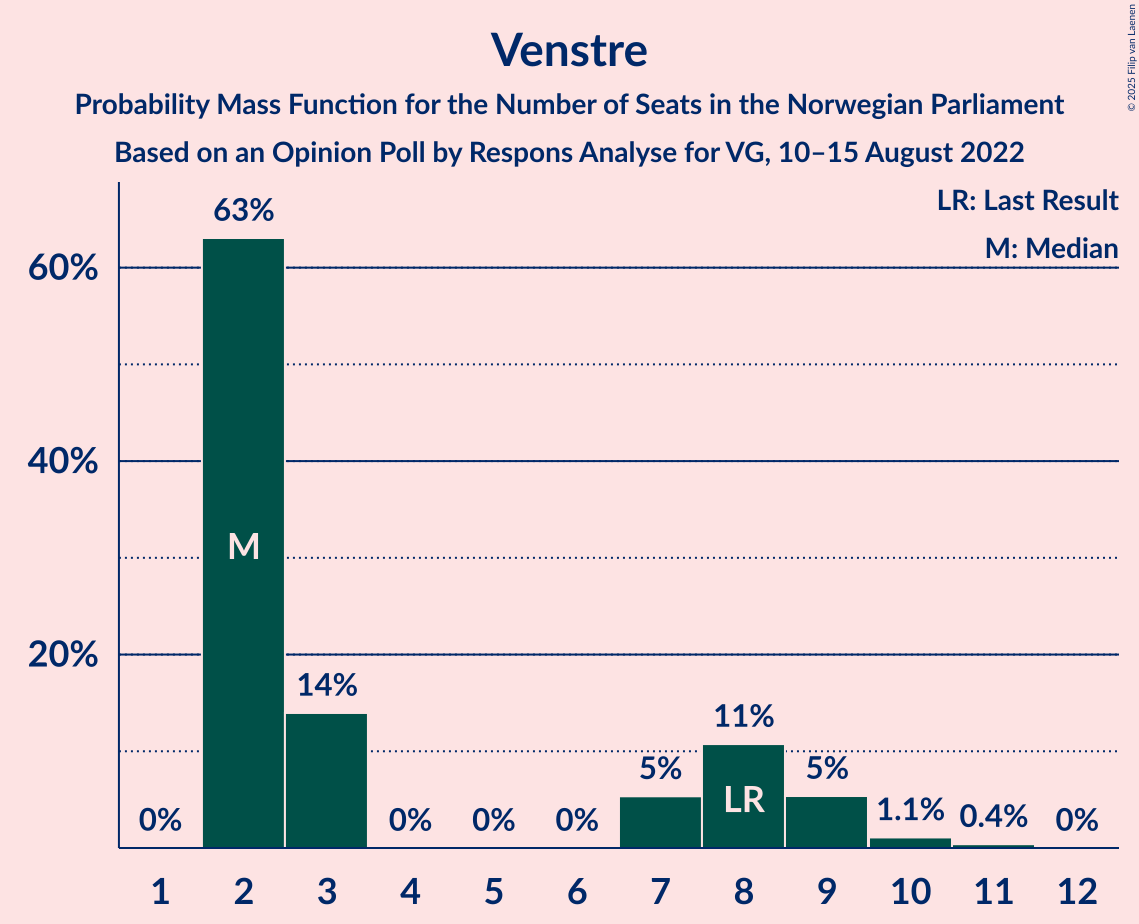 Venstre
Probability Mass Function for the Number of Seats in the Norwegian Parliament
Based on an Opinion Poll by Respons Analyse for VG, 10–15 August 2022
© 2025 Filip van Laenen
LR: Last Result
M: Median
60%
40%
20%
0%
63%
14%
0%
0%
0%
5%
11%
5%
1.1%
0.4%
0%
M
LR
1 2 3 4 5 6 7 8 9 10 11 12